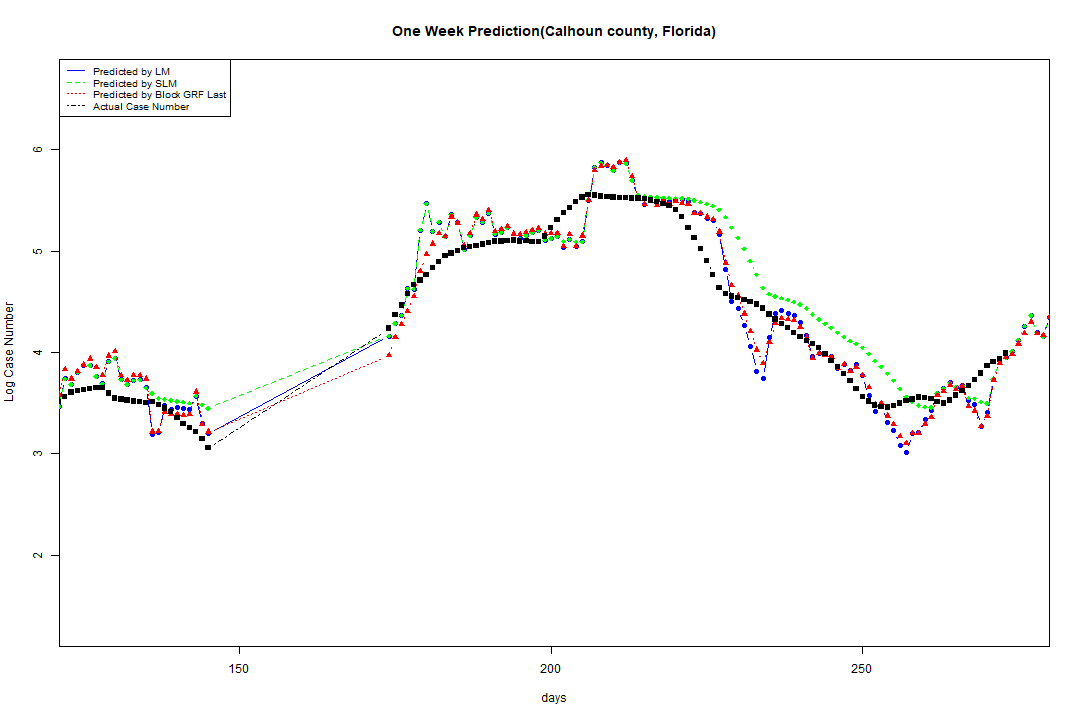 One Week Prediction(Calhoun county, Florida)
Predicted by LM
Predicted by SLM
Predicted by Block GRF Last
Actual Case Number
6
5
4
3
2
Log Case Number
150
200
250
days